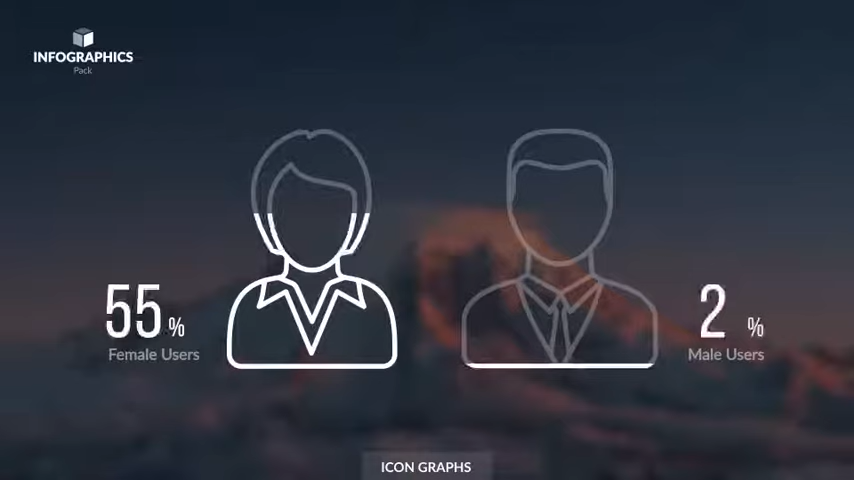 INFOGRAPHICS
Pack
55 %
Female Users
2 %
Male Users
ICON GRAPHS